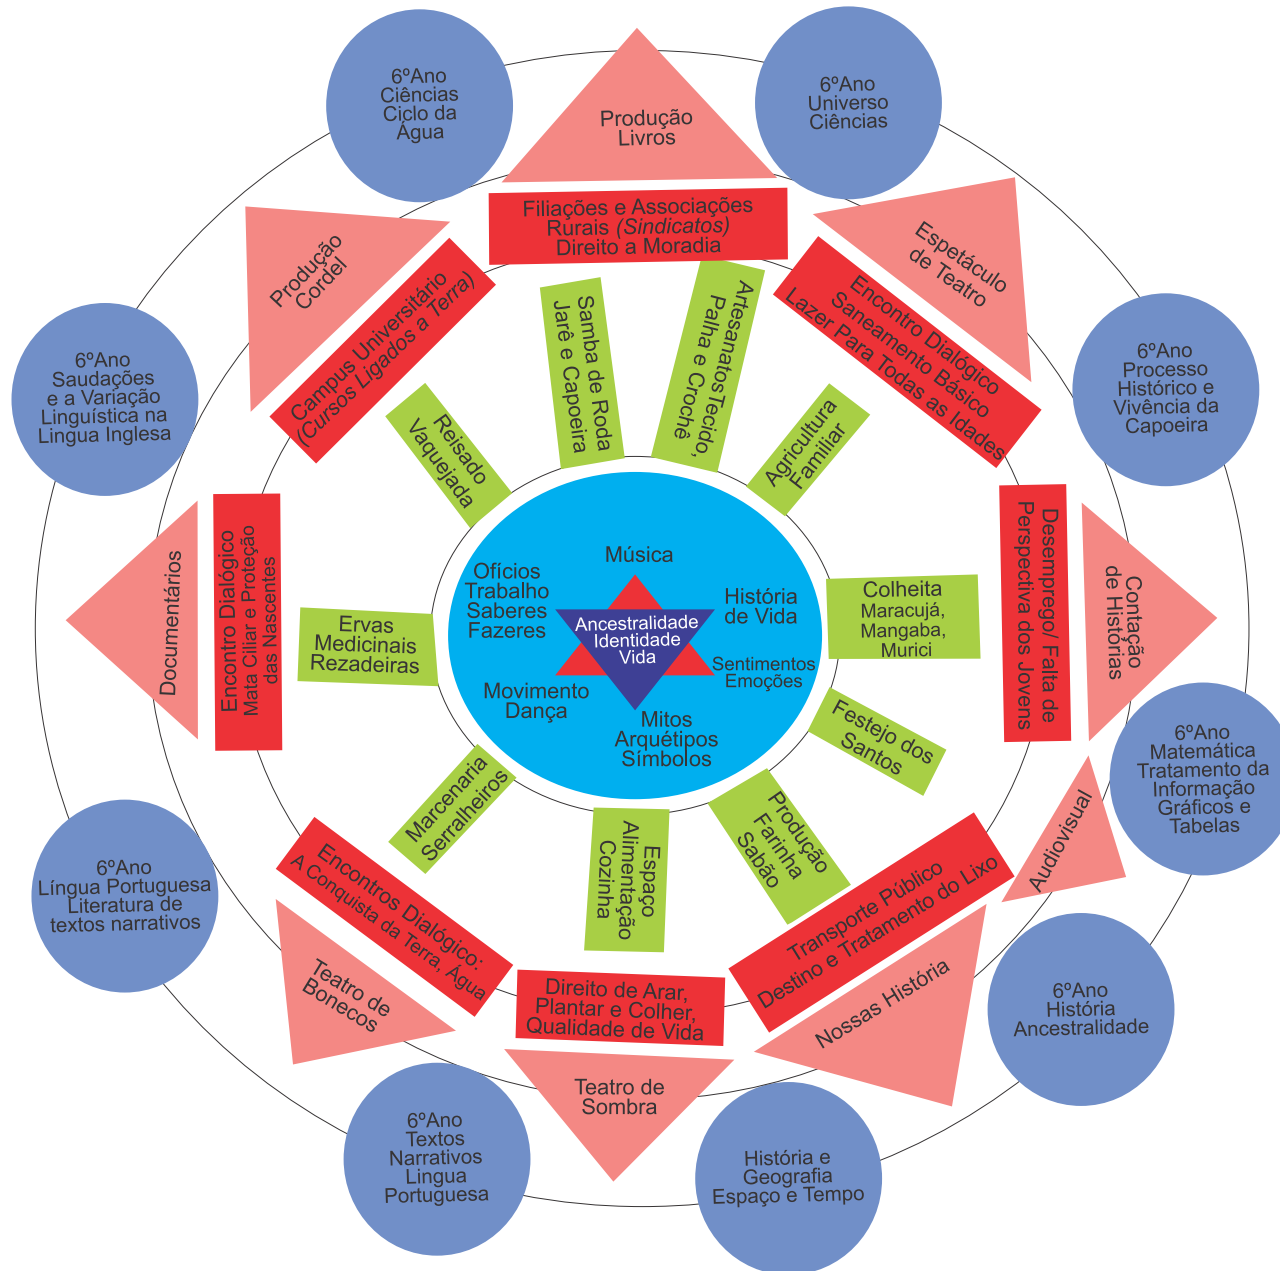 6ºAno
Ciências
Ciclo da
Água
Produção
Livros
6ºAno
Universo
Ciências
Produção
Cordel
Filiações e Associações
Rurais (Sindicatos)
Direito a Moradia
Espetáculo
de Teatro
6ºAno
Saudações
e a Variação
Linguística na
Lingua Inglesa
Campus Universitário
(Cursos Ligados a Terra)
Encontro Dialógico
Saneamento Básico
Lazer Para Todas as Idades
6ºAno
Processo
Histórico e
Vivência da
Capoeira
Reisado
Vaquejada
Samba de Roda
Jarê e Capoeira
ArtesamatosTecido,
Palha e Crochê
Agricultura
Familiar
Documentários
Encontro Dialógico
Mata Ciliar e Proteção
das Nascentes
Ervas
Medicinais
Rezadeiras
Música
Ofícios
Trabalho
Saberes
Fazeres
História
de Vida
Ancestralidade
Identidade
Vida
Sentimentos
Emoções
Movimento
Dança
Mitos
Arquétipos
Símbolos
Colheita
Maracujá,
Mangaba,
Murici
Desemprego/ Falta de
Perspectiva dos Jovens
Contação
de Histórias
Festejo dos
Santos
6ºAno
Matemática
Tratamento da
Informação
Gráficos e
Tabelas
Marcenaria
Serralheiros
Espaço
Alimentação
Cozinha
Produção
Farinha
Sabão
Audiovisual
6ºAno
Língua Portuguesa
Literatura de
textos narrativos
Encontros Dialógico:
A Conquista da Terra, Água
Direito de Arar,
Plantar e Colher,
Qualidade de Vida
Transporte Público
Destino e Tratamento do Lixo
Teatro de
Bonecos
Teatro de
Sombra
Nossas História
6ºAno
História
Ancestralidade
6ºAno
Textos
Narrativos
Lingua
Portuguesa
História e
Geografia
Espaço e Tempo